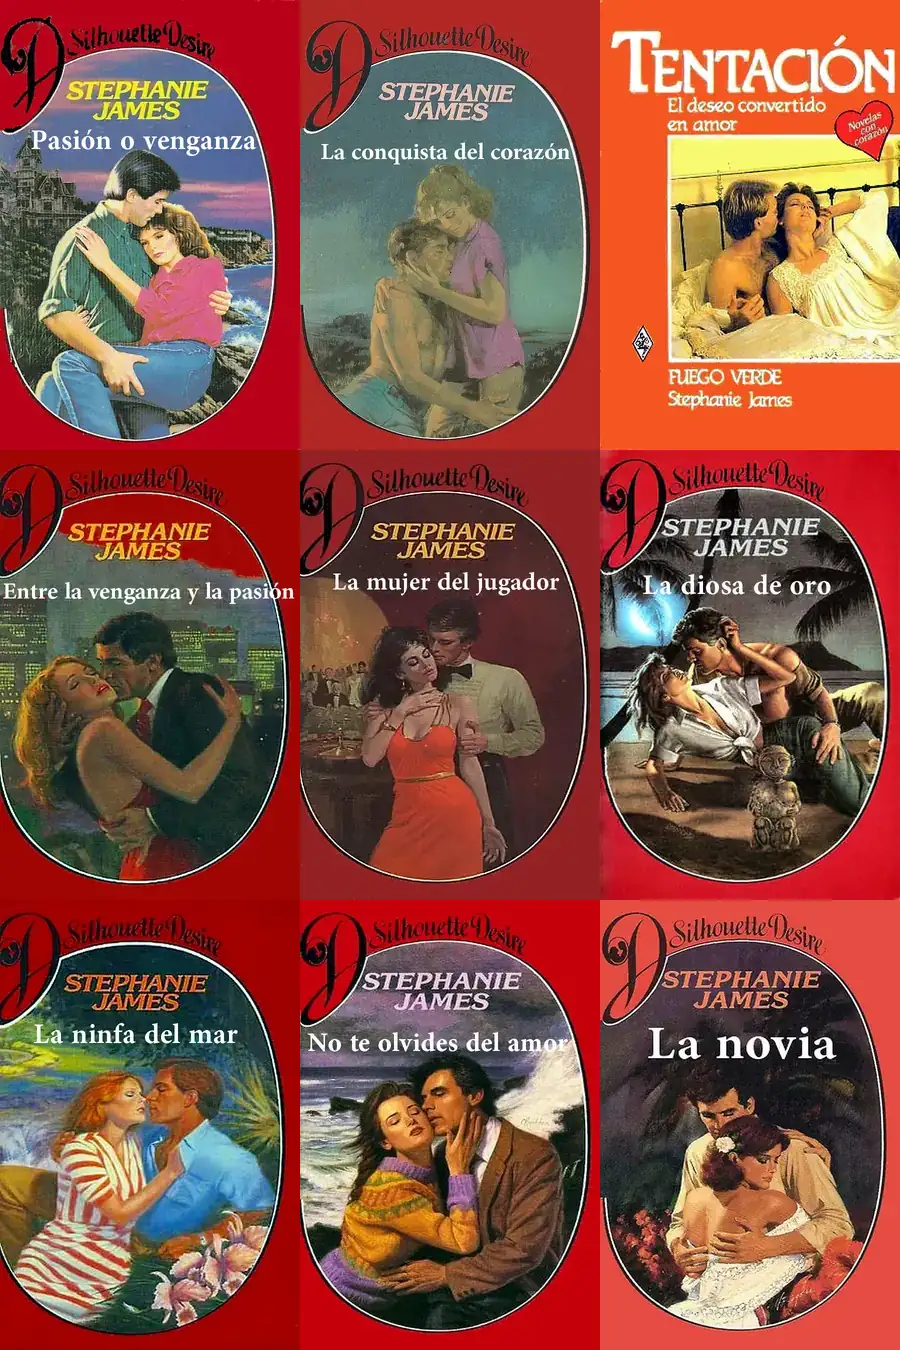 Silhouette Desire
STEPHANIE
JAMES
Pasión o venganza
Silhouette Desire
STEPHANIE
JAMES
La conquista del corazón
TENTACIÓN
El deseo convertido
en amor
Novelas
con
corazón
FUEGO VERDE
Stephanie James
Silhouette Desire
STEPHANIE
JAMES
Entre la venganza y la pasión
Silhouette Desire
STEPHANIE
JAMES
La mujer del jugador
Silhouette Desire
STEPHANIE
JAMES
La diosa de oro
Silhouette Desire
STEPHANIE
JAMES
La ninfa del mar
Silhouette Desire
STEPHANIE
JAMES
No te olvides del amor
Silhouette Desire
STEPHANIE
JAMES
La novia